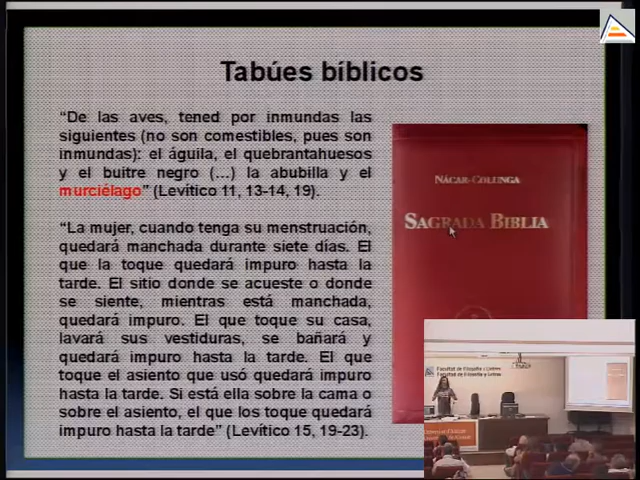 Tabúes bíblicos
“De las aves, tened por inmundas las
siguientes (no son comestibles, pues son
inmundas): el águila, el quebrantahuesos
y el buitre negro (...) la abubilla y el
murciélago” (Levítico 11, 13-14, 19).
“La mujer, cuando tenga su menstruación,
quedará manchada durante siete días. El
que la toque quedará impuro hasta la
tarde. El sitio donde se acueste o donde
se siente, mientras está manchada,
quedará impuro. El que toque su casa,
lavará sus vestiduras, se bañará y
quedará impuro hasta la tarde. El que
toque el asiento que usó quedará impuro
hasta la tarde. Si está ella sobre la cama o
sobre el asiento, el que los toque quedará
impuro hasta la tarde” (Levítico 15, 19-23).
NÁCAR-COLUNGA
SAGRADA BIBLIA
Facultad de Filosofía y Letras
Facultad de Filosofía y Letras